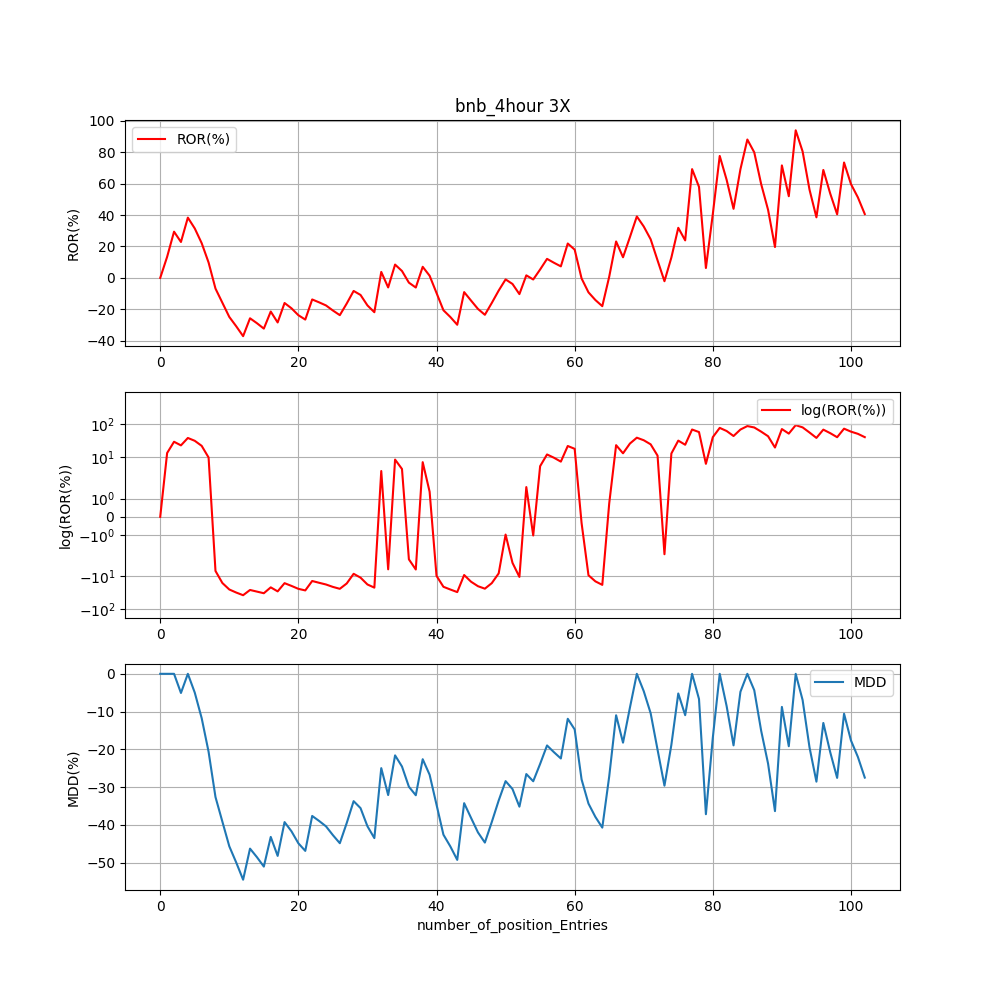 bnb_4hour 3X
ROR(%)
ROR(%)
100
80
60
40
20
0
−20
−40
0 20 40 60 80 100
log(ROR(%))
log(ROR(%))
10²
10¹
10⁰
0
−10⁰
−10¹
−10²
0 20 40 60 80 100
MDD
MDD(%)
0
−10
−20
−30
−40
−50
0 20 40 60 80 100
number_of_position_Entries